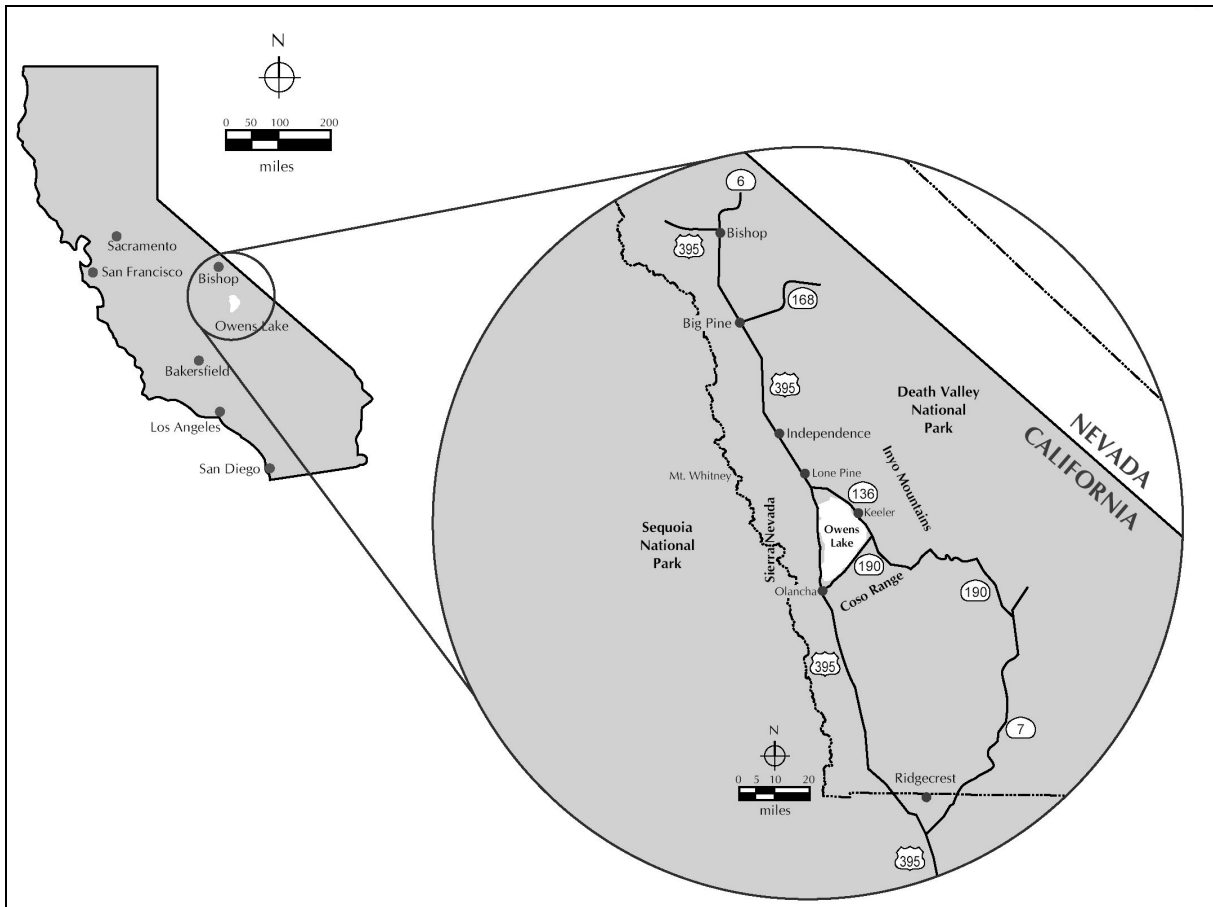 N
0 50 100 200
miles
Sacramento
San Francisco
Bishop
Owens Lake
Bakersfield
Los Angeles
San Diego
6
395
Bishop
168
Big Pine
395
Death Valley
National
Park
NEVADA
CALIFORNIA
Independence
Lone Pine
Mt. Whitney
Inyo Mountains
136
Keeler
Owens
Lake
Sequoia
National
Park
Sierra Nevada
190
Coso Range
190
Olancha
395
7
N
0 5 10 20
miles
Ridgecrest
395